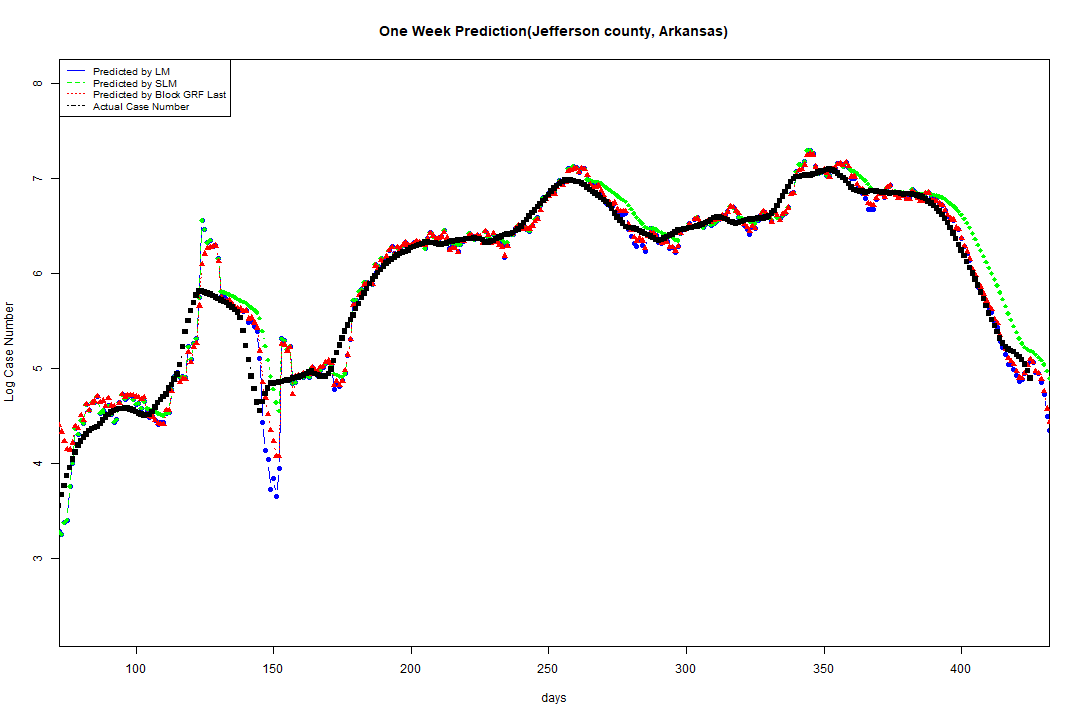 One Week Prediction(Jefferson county, Arkansas)
Predicted by LM
Predicted by SLM
Predicted by Block GRF Last
Actual Case Number
8
7
6
5
4
3
Log Case Number
100 150 200 250 300 350 400
days